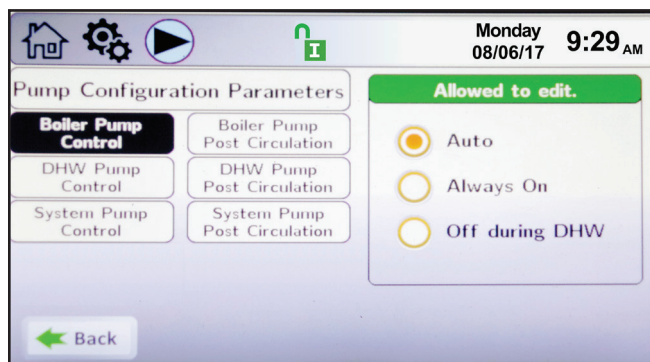 Monday
08/06/17
9:29 AM
I
Pump Configuration Parameters
Boiler Pump
Control
Boiler Pump
Post Circulation
DHW Pump
Control
DHW Pump
Post Circulation
System Pump
Control
System Pump
Post Circulation
Allowed to edit.
Auto
Always On
Off during DHW
Back